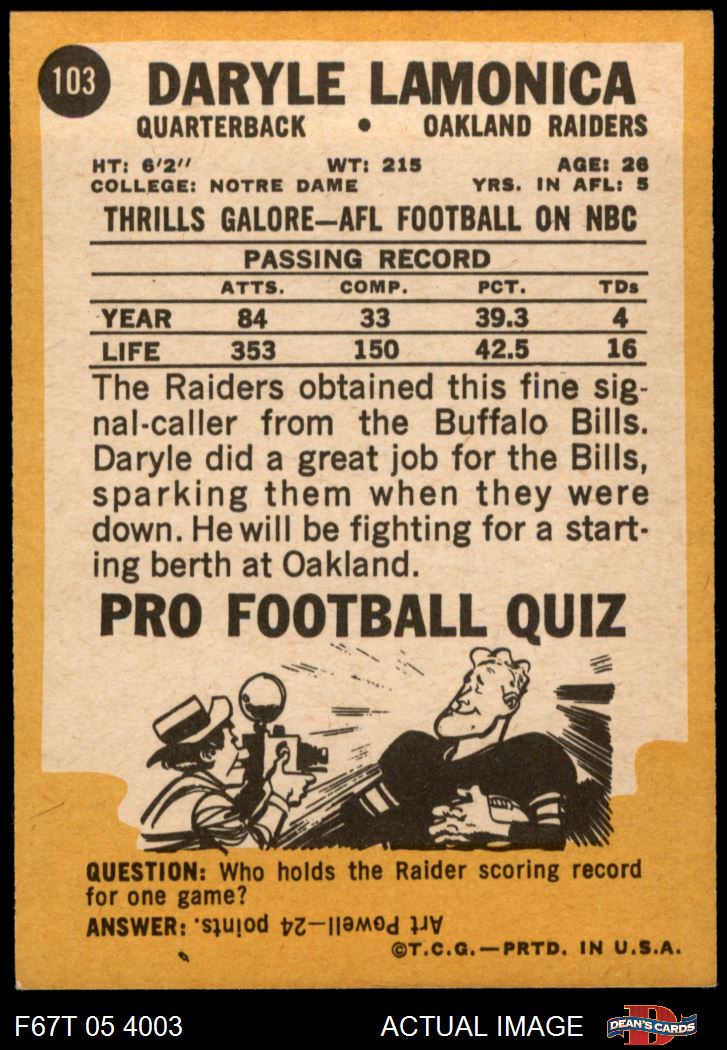 103
DARYLE LAMONICA
QUARTERBACK • OAKLAND RAIDERS
HT: 6'2" WT: 215 AGE: 26
COLLEGE: NOTRE DAME YRS. IN AFL: 5
THRILLS GALORE—AFL FOOTBALL ON NBC
PASSING RECORD
ATTS. COMP. PCT. TDs
YEAR 84 33 39.3 4
LIFE 353 150 42.5 16
The Raiders obtained this fine sig-
nal-caller from the Buffalo Bills.
Daryle did a great job for the Bills,
sparking them when they were
down. He will be fighting for a start-
ing berth at Oakland.
PRO FOOTBALL QUIZ
QUESTION: Who holds the Raider scoring record
for one game?
ANSWER: Art Powell—24 points.
©T.C.G.—PRTD. IN U.S.A.
F67T 05 4003 ACTUAL IMAGE DEAN'S CARDS